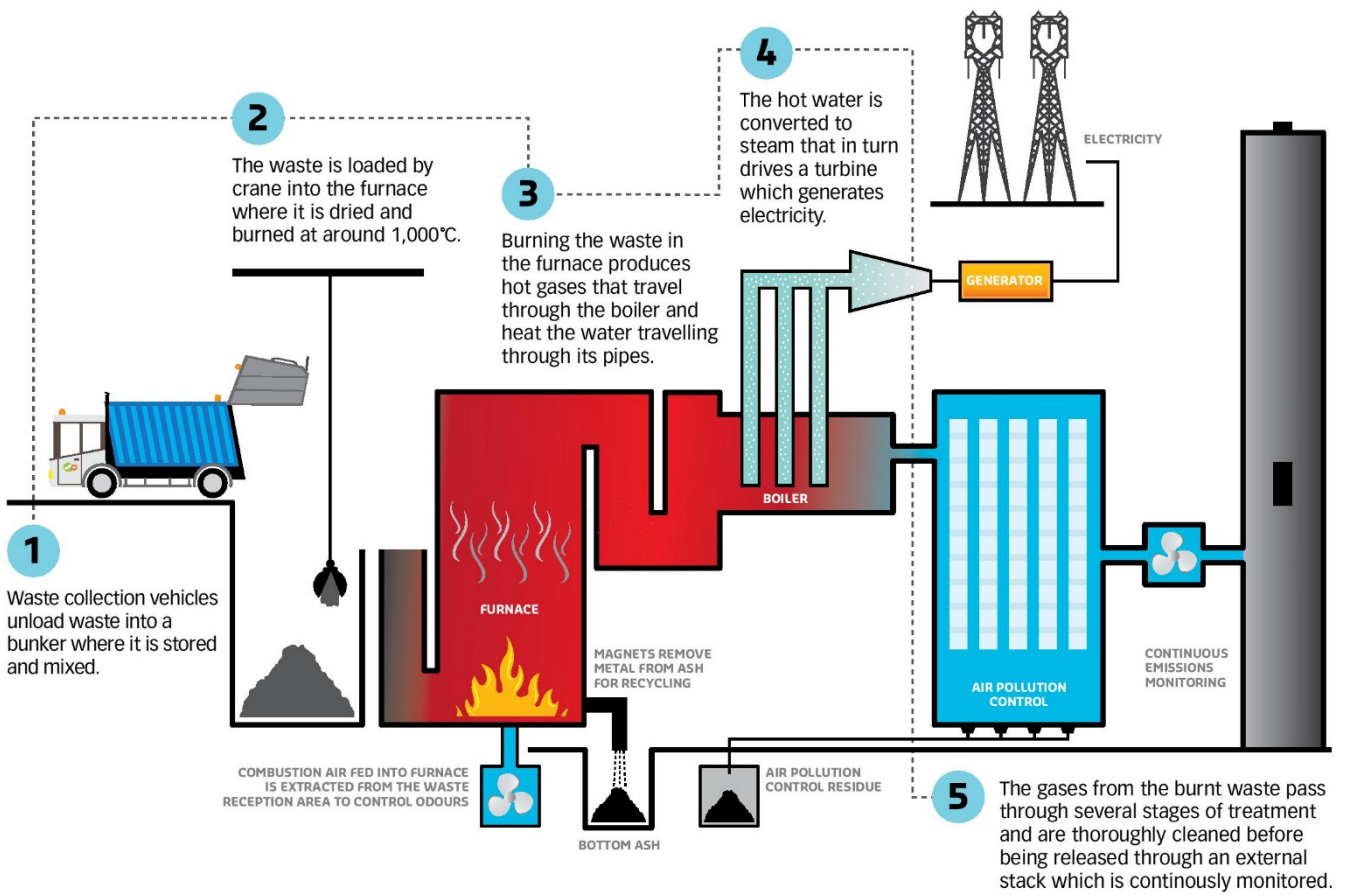 1
Waste collection vehicles
unload waste into a
bunker where it is stored
and mixed.
2
The waste is loaded by
crane into the furnace
where it is dried and
burned at around 1,000°C.
3
Burning the waste in
the furnace produces
hot gases that travel
through the boiler and
heat the water travelling
through its pipes.
4
The hot water is
converted to
steam that in turn
drives a turbine
which generates
electricity.
ELECTRICITY
GENERATOR
BOILER
FURNACE
MAGNETS REMOVE
METAL FROM ASH
FOR RECYCLING
COMBUSTION AIR FED INTO FURNACE
IS EXTRACTED FROM THE WASTE
RECEPTION AREA TO CONTROL ODOURS
BOTTOM ASH
AIR POLLUTION
CONTROL RESIDUE
AIR POLLUTION
CONTROL
CONTINUOUS
EMISSIONS
MONITORING
5
The gases from the burnt waste pass
through several stages of treatment
and are thoroughly cleaned before
being released through an external
stack which is continously monitored.